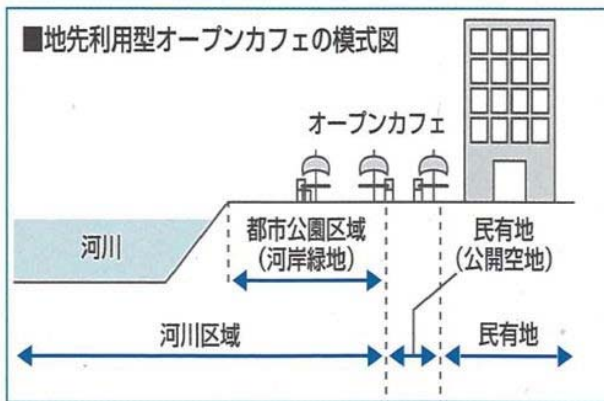 ■地先利用型オープンカフェの模式図
オープンカフェ
河川
都市公園区域
(河岸緑地)
民有地
(公開空地)
河川区域
民有地